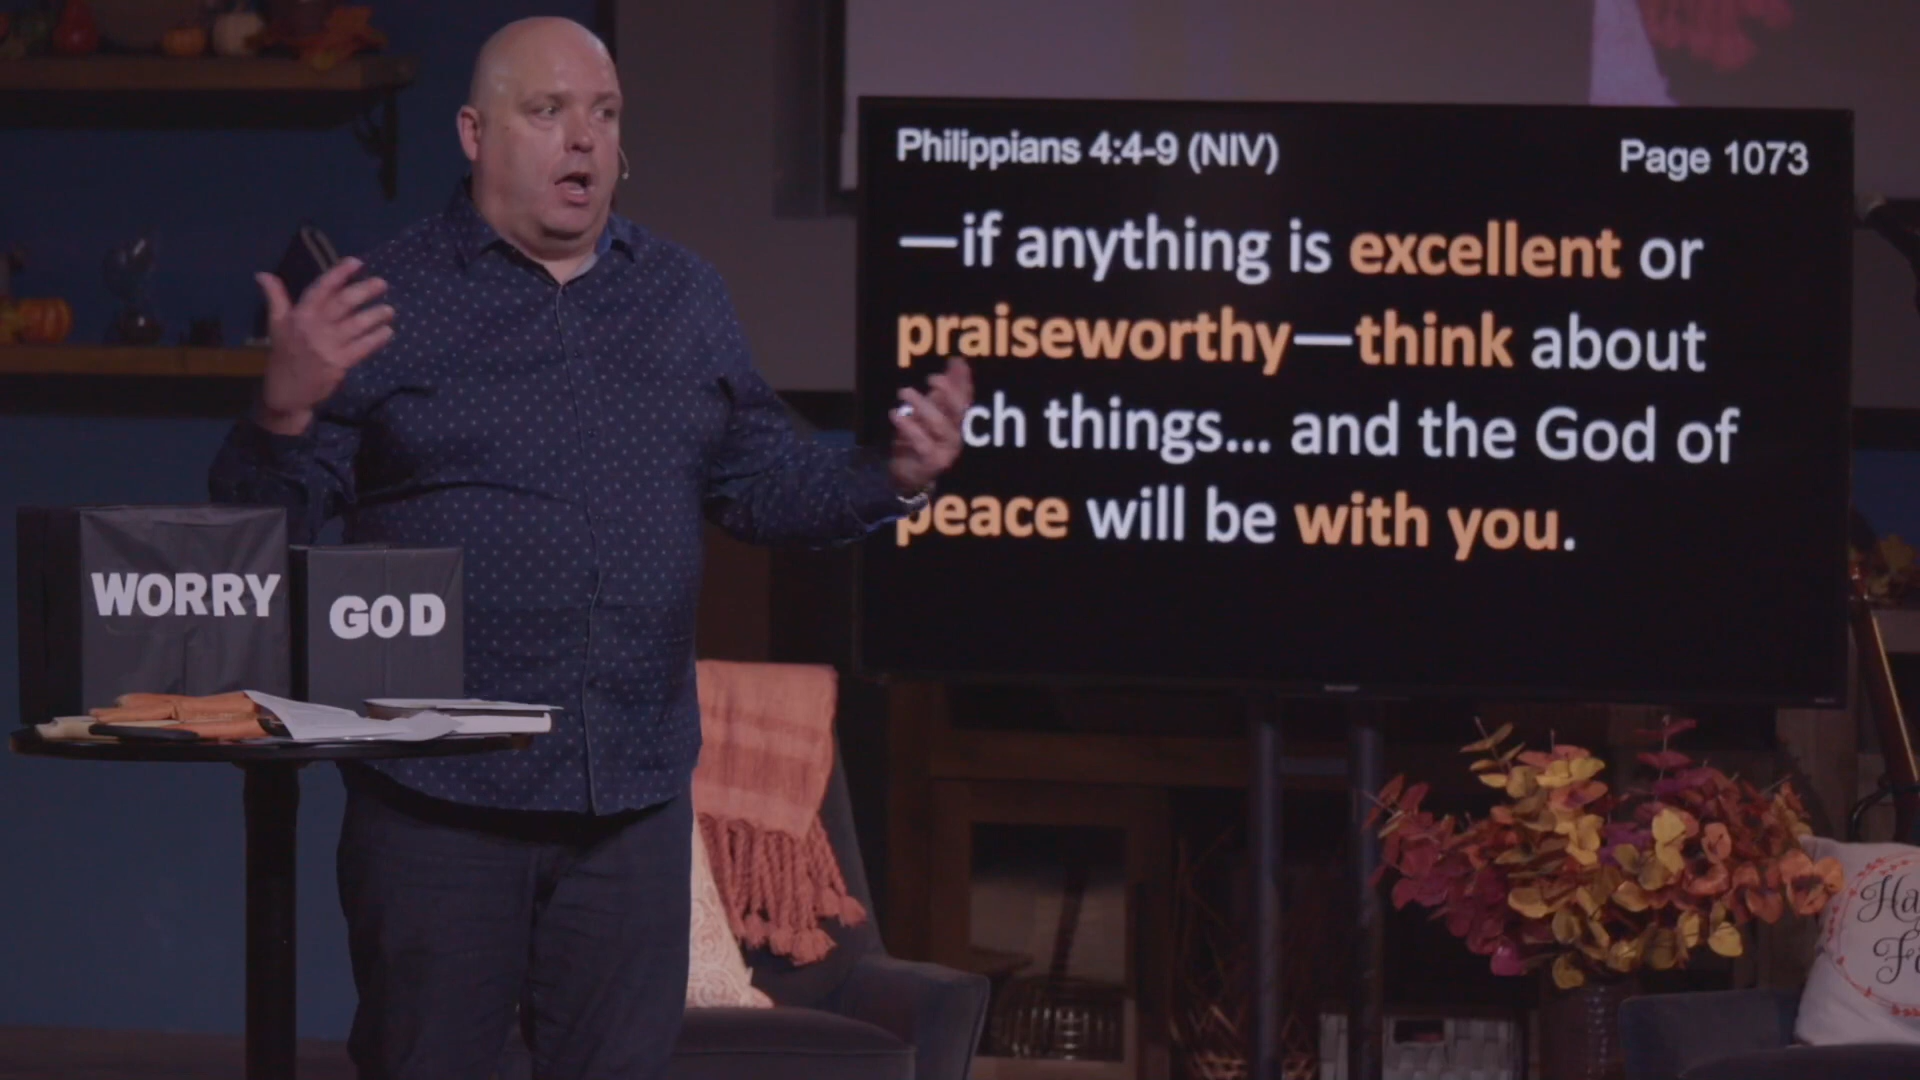 Philippians 4:4-9 (NIV)
Page 1073
—if anything is excellent or
praiseworthy—think about
ch things... and the God of
peace will be with you.
WORRY
GOD